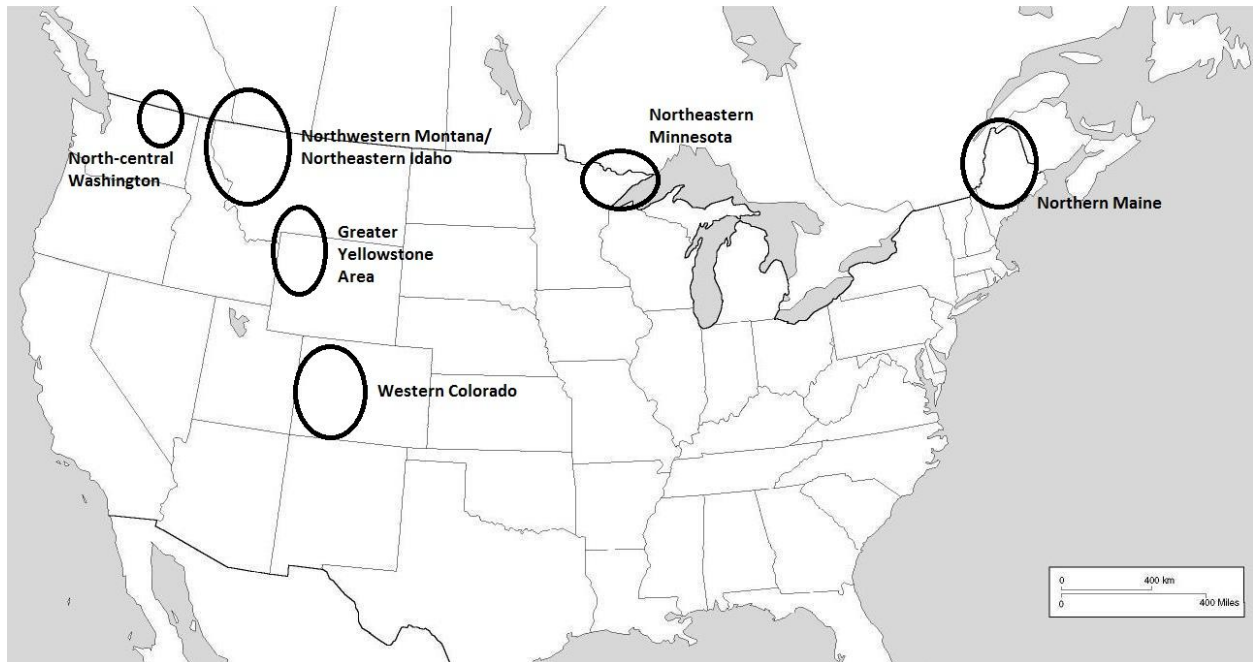 Northeastern
Minnesota
Northwestern Montana/
Northeastern Idaho
North-central
Washington
Northern Maine
Greater
Yellowstone
Area
Western Colorado
0 400 km
0 400 Miles